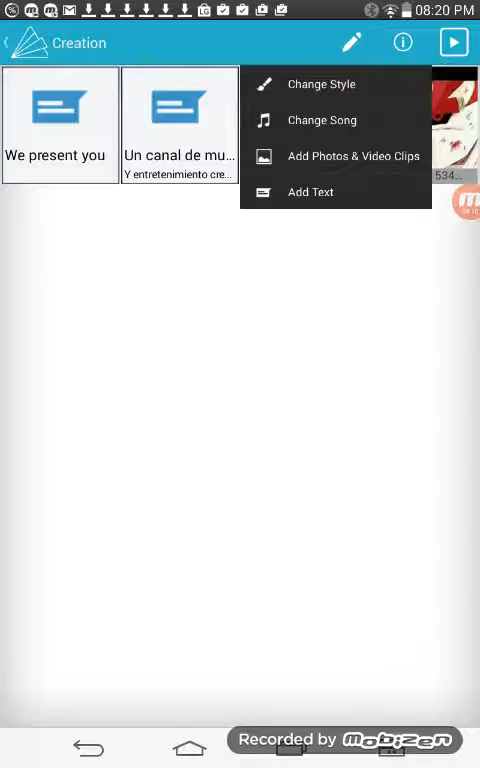 08:20 PM
Creation
Change Style
Change Song
Add Photos & Video Clips
Add Text
We present you
Un canal de mu...
Y entretenimiento cre...
534...
Recorded by mobizen